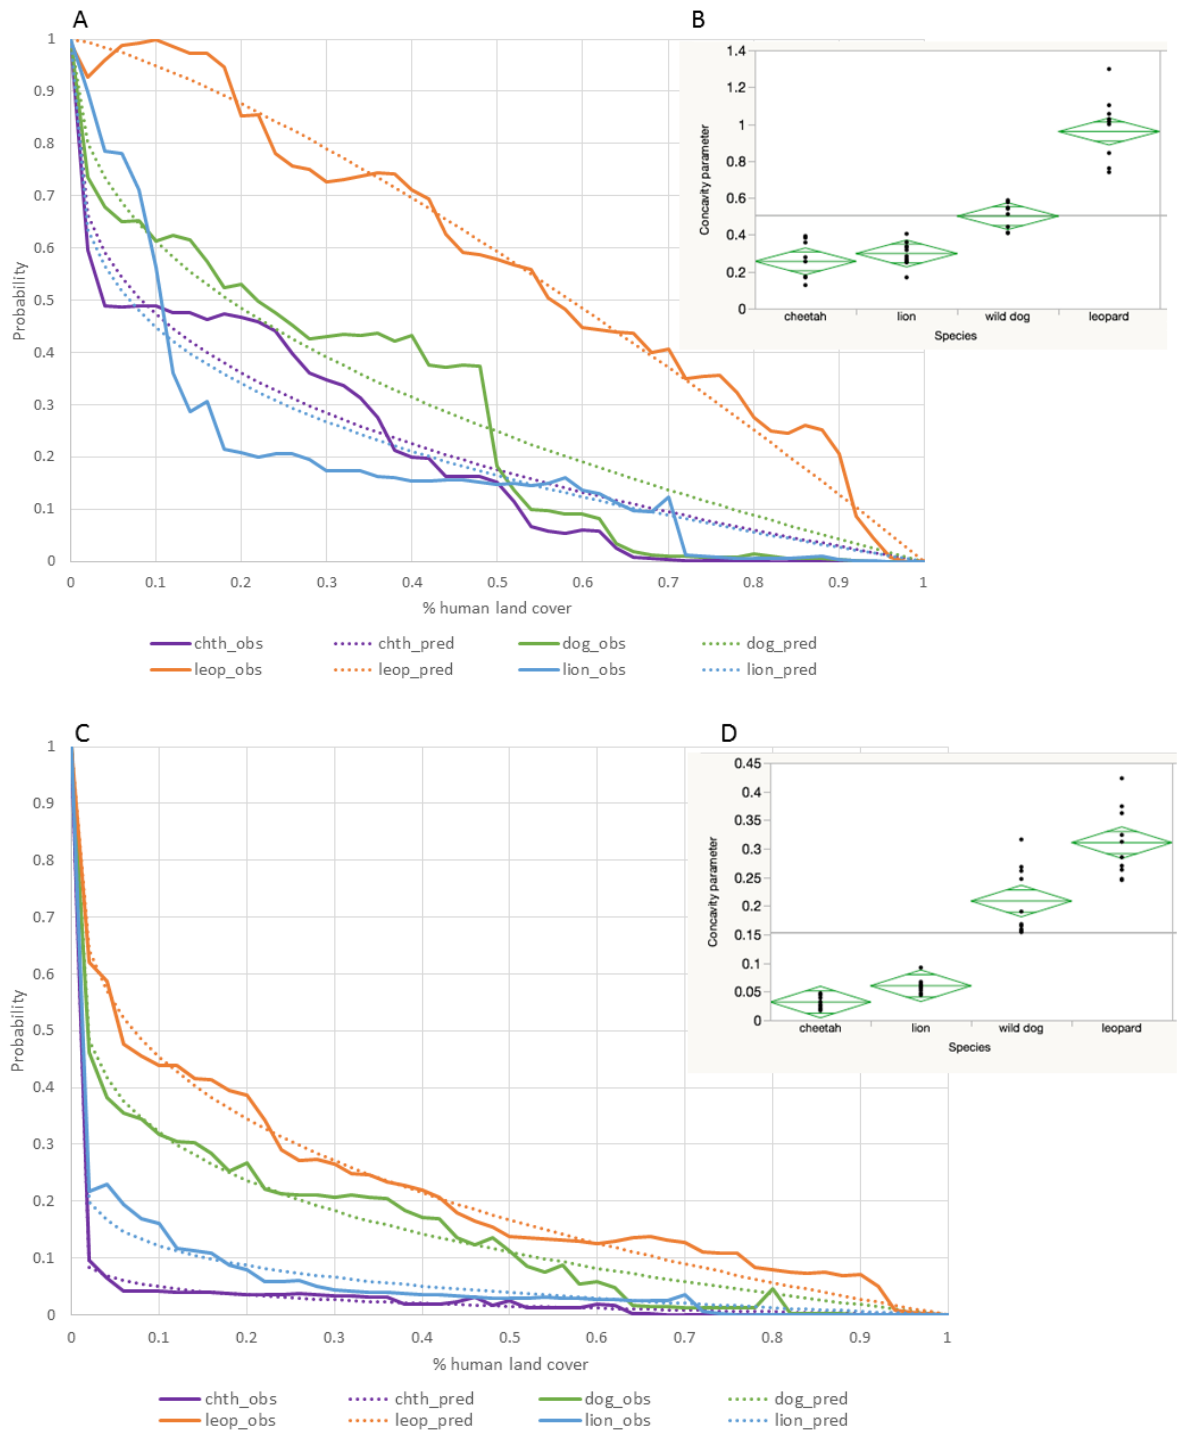 A
B
1
0.9
0.8
0.7
0.6
0.5
0.4
0.3
0.2
0.1
0
Probability
0 0.1 0.2 0.3 0.4 0.5 0.6 0.7 0.8 0.9 1
% human land cover
1.4
1.2
1
0.8
0.6
0.4
0.2
0
Concavity parameter
cheetah lion wild dog leopard
Species
chth_obs chth_pred dog_obs dog_pred
leop_obs leop_pred lion_obs lion_pred
C
D
1
0.9
0.8
0.7
0.6
0.5
0.4
0.3
0.2
0.1
0
Probability
0 0.1 0.2 0.3 0.4 0.5 0.6 0.7 0.8 0.9 1
% human land cover
0.45
0.4
0.35
0.3
0.25
0.2
0.15
0.1
0.05
0
Concavity parameter
cheetah lion wild dog leopard
Species
chth_obs chth_pred dog_obs dog_pred
leop_obs leop_pred lion_obs lion_pred